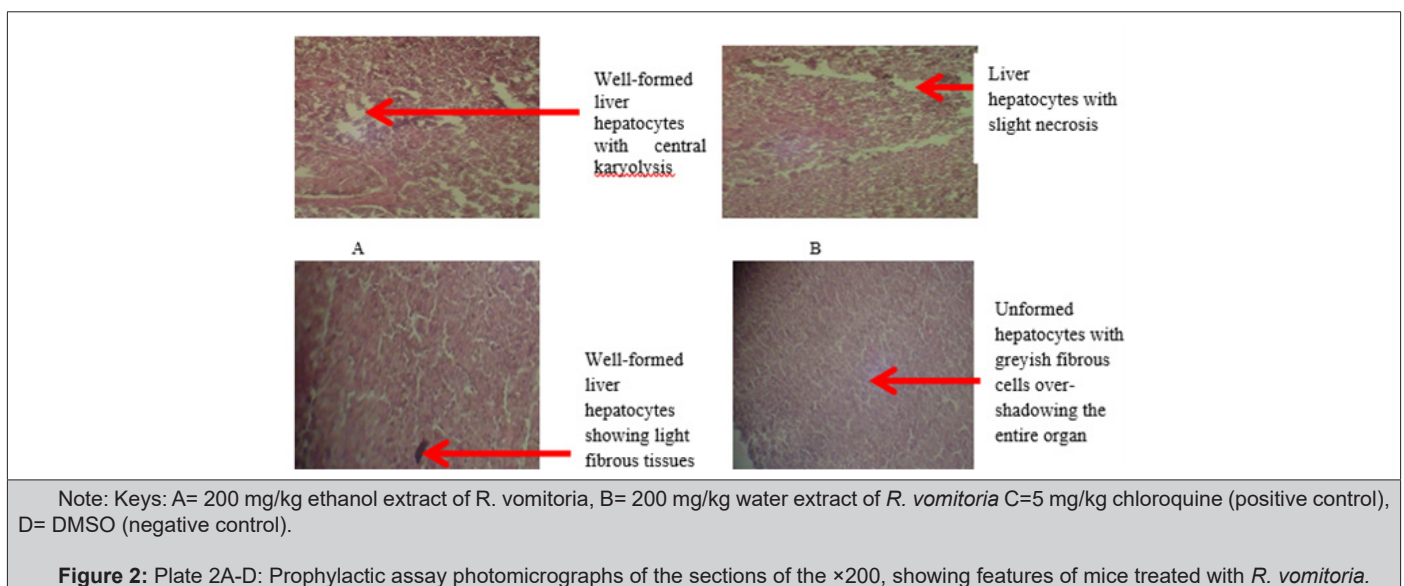 Well-formed
liver
hepatocytes
with central
karyolysis
Liver
hepatocytes with
slight necrosis
A
B
Well-formed
liver
hepatocytes
showing light
fibrous tissues
Unformed
hepatocytes with
greyish fibrous
cells over-
shadowing the
entire organ
Note: Keys: A= 200 mg/kg ethanol extract of R. vomitoria, B= 200 mg/kg water extract of R. vomitoria C=5 mg/kg chloroquine (positive control),
D= DMSO (negative control).
Figure 2: Plate 2A-D: Prophylactic assay photomicrographs of the sections of the ×200, showing features of mice treated with R. vomitoria.